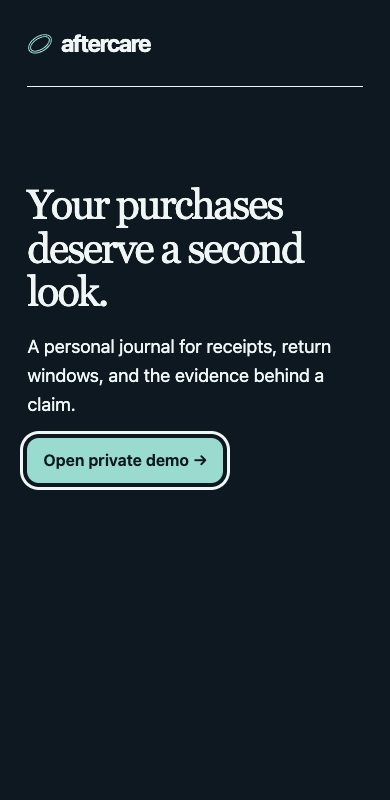 aftercare
Your purchases
deserve a second
look.
A personal journal for receipts, return
windows, and the evidence behind a
claim.
Open private demo →